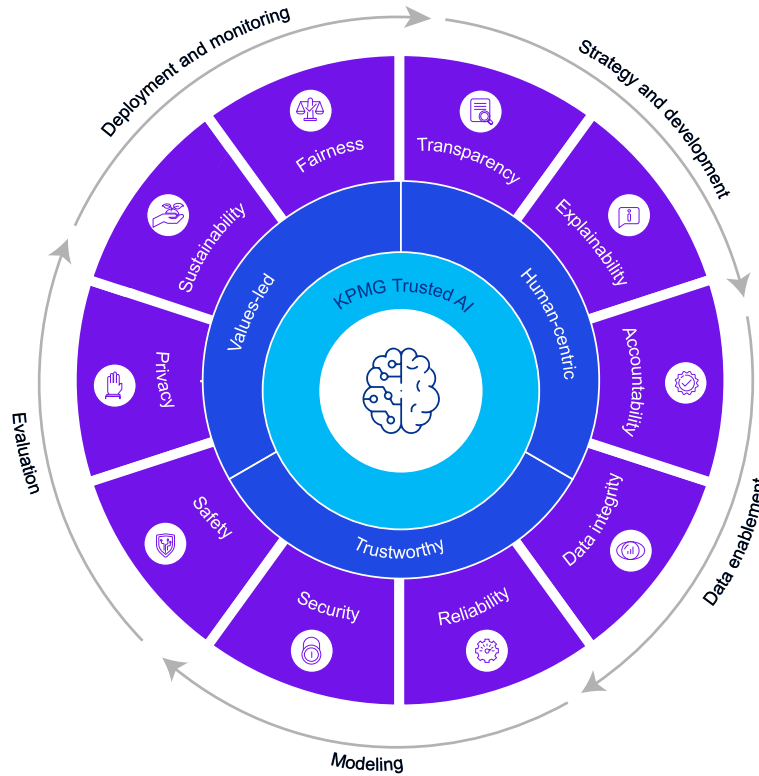 Deployment and monitoring
Strategy and development
Data enablement
Modeling
Evaluation
Fairness
Transparency
Explainability
Accountability
Data integrity
Reliability
Security
Safety
Privacy
Sustainability
Values-led
Human-centric
Trustworthy
KPMG Trusted AI